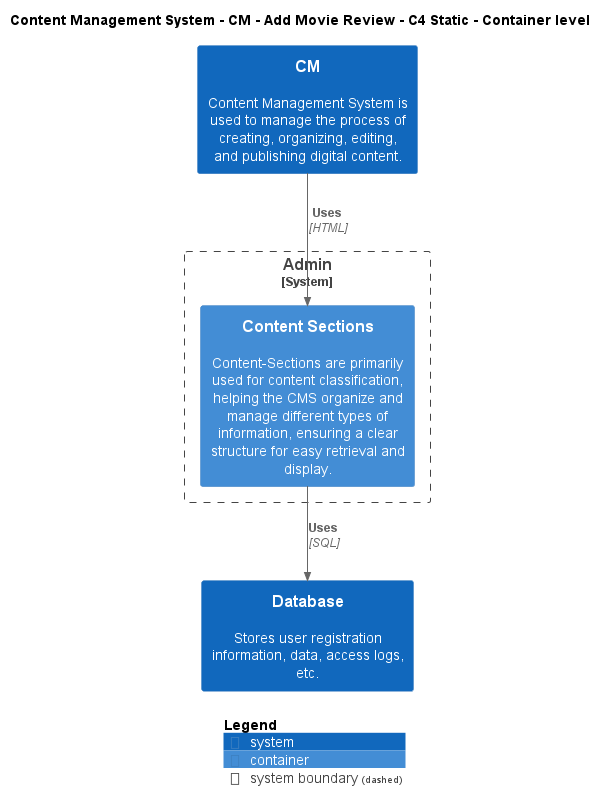 Content Management System - CM - Add Movie Review - C4 Static - Container level
CM
Content Management System is
used to manage the process of
creating, organizing, editing,
and publishing digital content.
Uses
[HTML]
Admin
[System]
Content Sections
Content-Sections are primarily
used for content classification,
helping the CMS organize and
manage different types of
information, ensuring a clear
structure for easy retrieval and
display.
Uses
[SQL]
Database
Stores user registration
information, data, access logs,
etc.
Legend
system
container
system boundary (dashed)